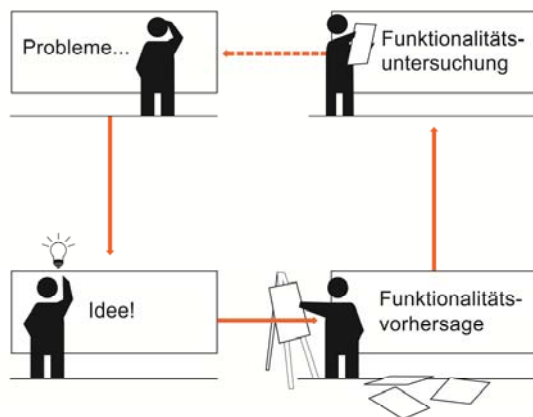 Probleme...
Funktionalitäts-
untersuchung
Idee!
Funktionalitäts-
vorhersage